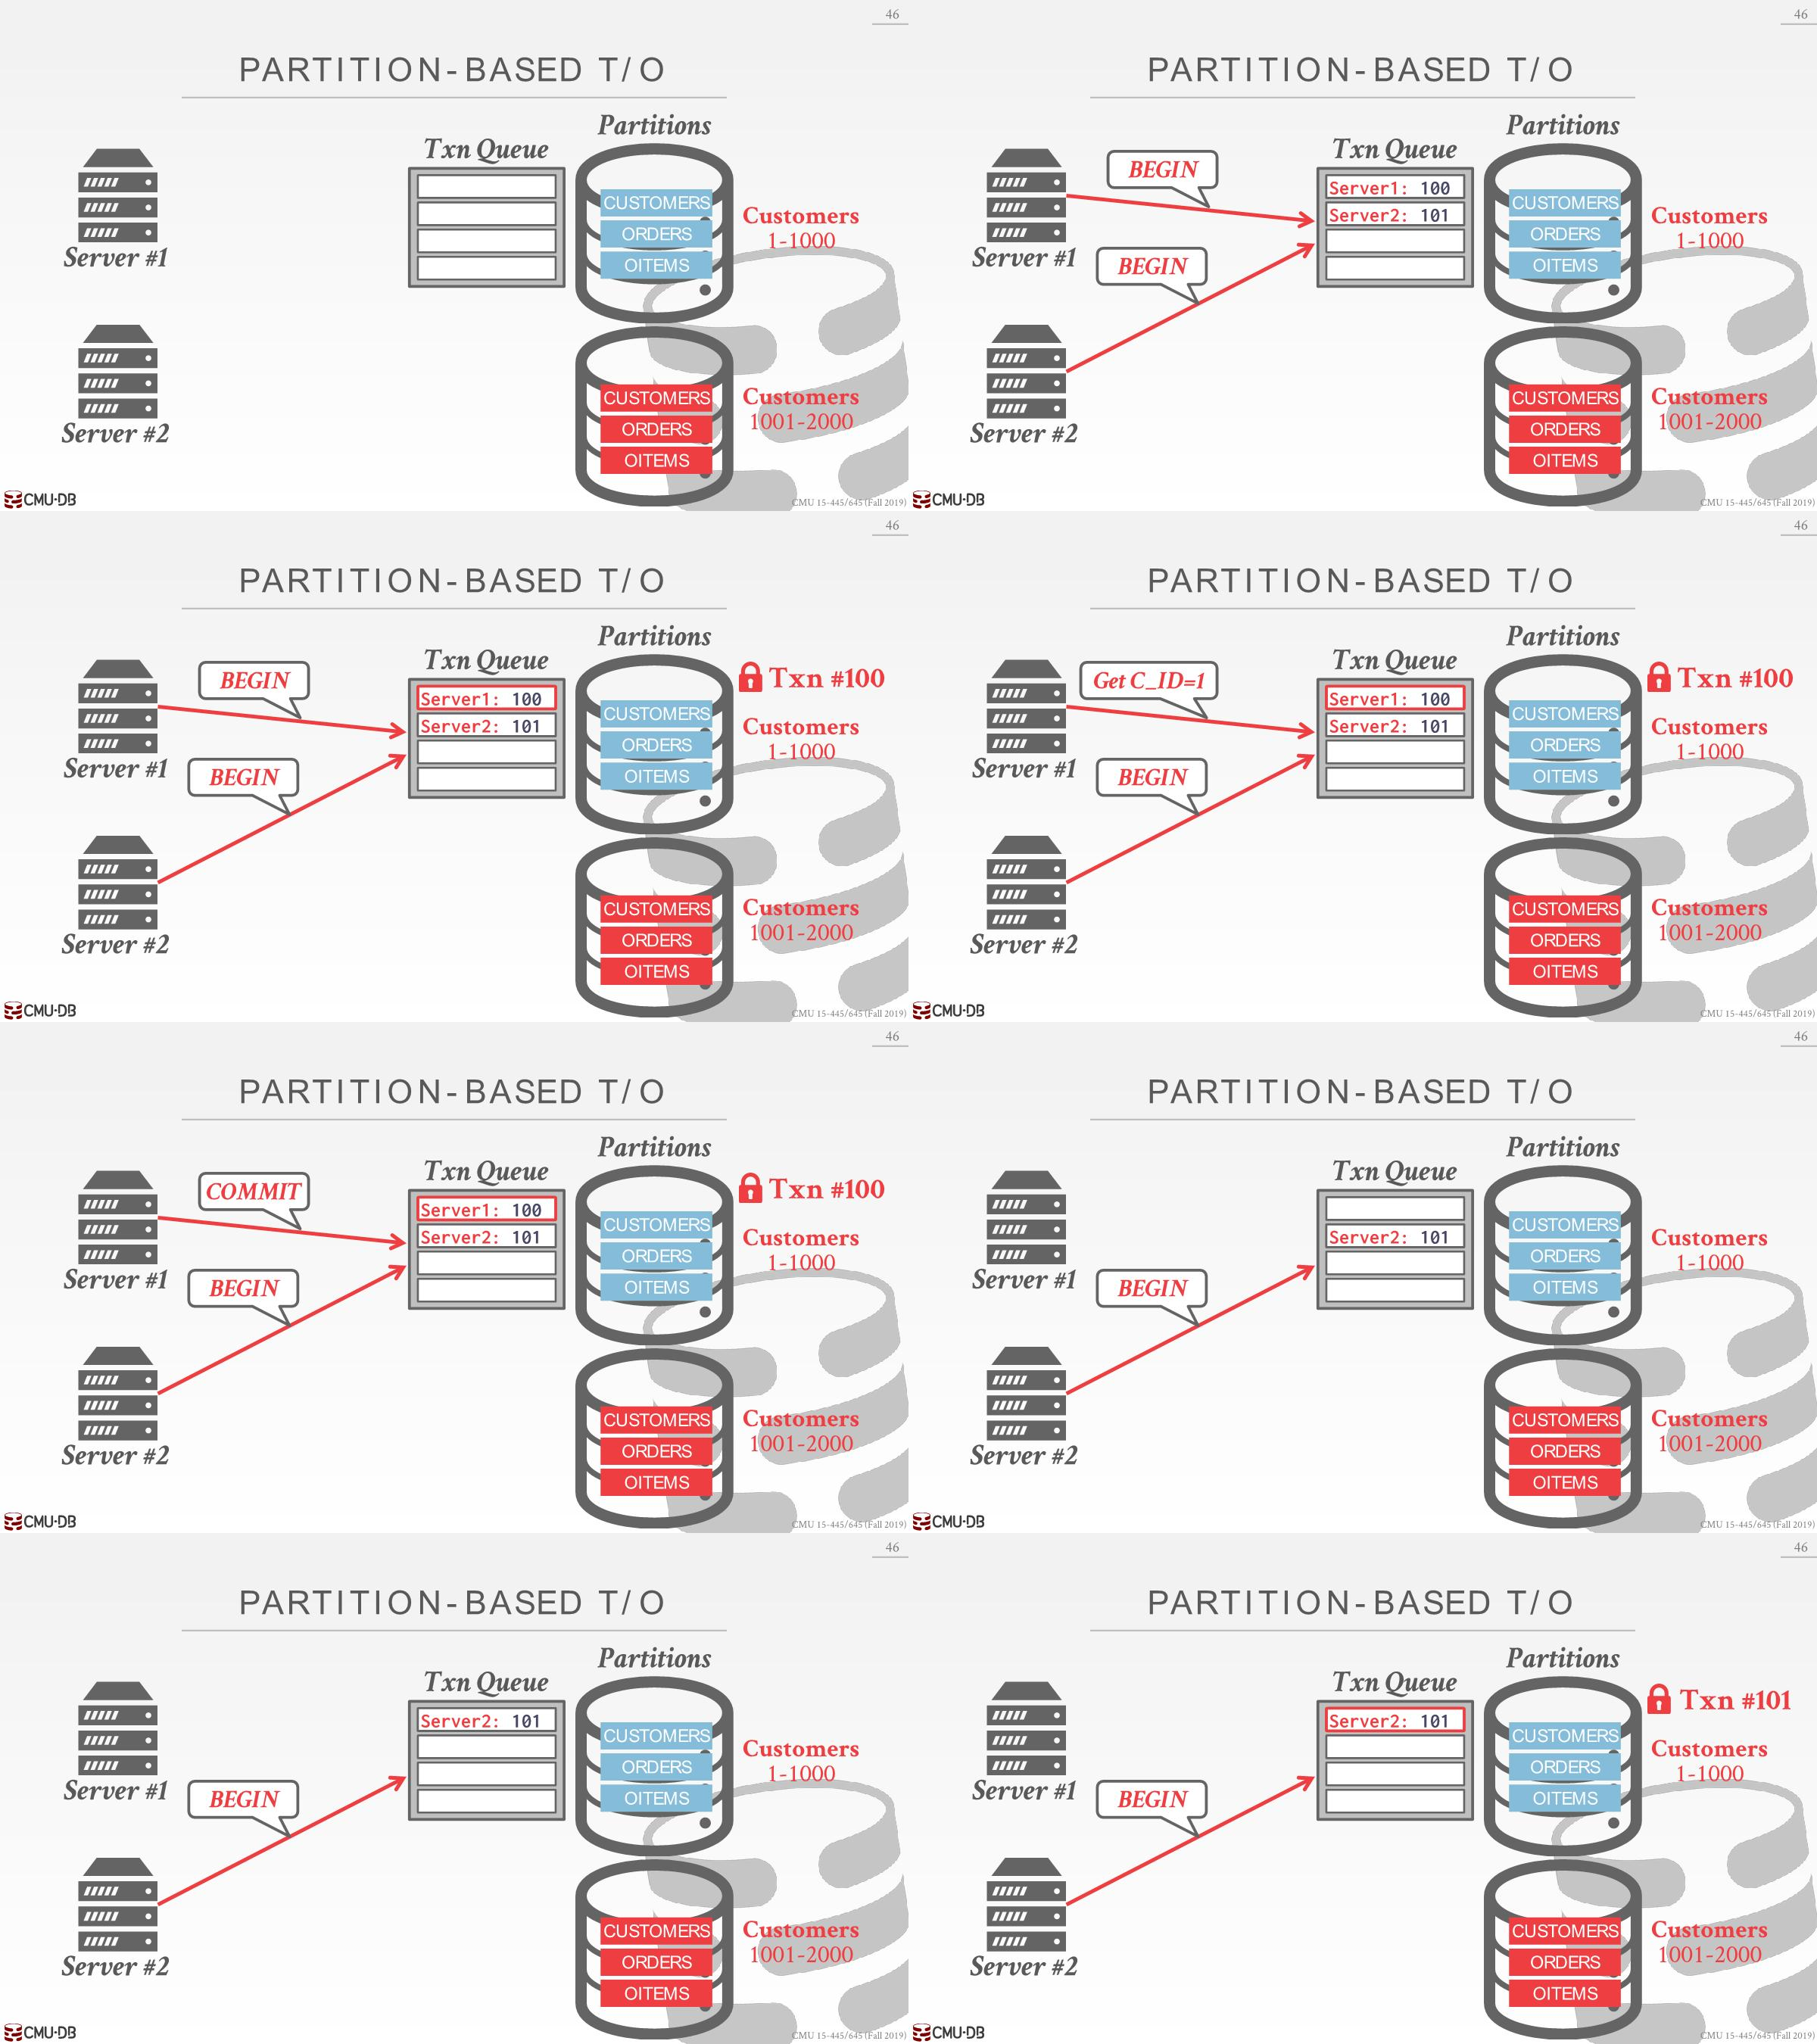 46
PARTITION-BASED T/O
Partitions
Txn Queue
CUSTOMERS
ORDERS
OITEMS
Customers
1-1000
Server #1
CUSTOMERS
ORDERS
OITEMS
Customers
1001-2000
Server #2
CMU·DB
CMU 15-445/645 (Fall 2019)
46
PARTITION-BASED T/O
Partitions
Txn Queue
BEGIN
Server1: 100
Server2: 101
CUSTOMERS
ORDERS
OITEMS
Customers
1-1000
Server #1
BEGIN
CUSTOMERS
ORDERS
OITEMS
Customers
1001-2000
Server #2
CMU·DB
CMU 15-445/645 (Fall 2019)
46
PARTITION-BASED T/O
Partitions
Txn Queue
BEGIN
Server1: 100
Server2: 101
Txn #100
CUSTOMERS
ORDERS
OITEMS
Customers
1-1000
Server #1
BEGIN
CUSTOMERS
ORDERS
OITEMS
Customers
1001-2000
Server #2
CMU·DB
CMU 15-445/645 (Fall 2019)
46
PARTITION-BASED T/O
Partitions
Txn Queue
Get C_ID=1
Server1: 100
Server2: 101
Txn #100
CUSTOMERS
ORDERS
OITEMS
Customers
1-1000
Server #1
BEGIN
CUSTOMERS
ORDERS
OITEMS
Customers
1001-2000
Server #2
CMU·DB
CMU 15-445/645 (Fall 2019)
46
PARTITION-BASED T/O
Partitions
Txn Queue
COMMIT
Server1: 100
Server2: 101
Txn #100
CUSTOMERS
ORDERS
OITEMS
Customers
1-1000
Server #1
BEGIN
CUSTOMERS
ORDERS
OITEMS
Customers
1001-2000
Server #2
CMU·DB
CMU 15-445/645 (Fall 2019)
46
PARTITION-BASED T/O
Partitions
Txn Queue
Server2: 101
CUSTOMERS
ORDERS
OITEMS
Customers
1-1000
Server #1
BEGIN
CUSTOMERS
ORDERS
OITEMS
Customers
1001-2000
Server #2
CMU·DB
CMU 15-445/645 (Fall 2019)
46
PARTITION-BASED T/O
Partitions
Txn Queue
Server2: 101
CUSTOMERS
ORDERS
OITEMS
Customers
1-1000
Server #1
BEGIN
CUSTOMERS
ORDERS
OITEMS
Customers
1001-2000
Server #2
CMU·DB
CMU 15-445/645 (Fall 2019)
46
PARTITION-BASED T/O
Partitions
Txn Queue
Server2: 101
Txn #101
CUSTOMERS
ORDERS
OITEMS
Customers
1-1000
Server #1
BEGIN
CUSTOMERS
ORDERS
OITEMS
Customers
1001-2000
Server #2
CMU·DB
CMU 15-445/645 (Fall 2019)